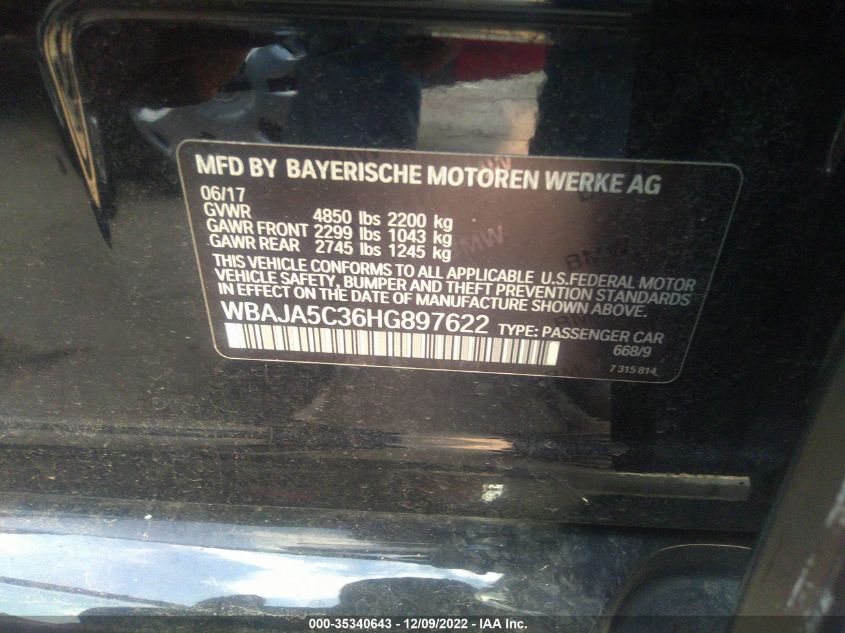 MFD BY BAYERISCHE MOTOREN WERKE AG
06/17
GVWR 4850 lbs 2200 kg
GAWR FRONT 2299 lbs 1043 kg
GAWR REAR 2745 lbs 1245 kg
THIS VEHICLE CONFORMS TO ALL APPLICABLE U.S.FEDERAL MOTOR
VEHICLE SAFETY, BUMPER AND THEFT PREVENTION STANDARDS
IN EFFECT ON THE DATE OF MANUFACTURE SHOWN ABOVE.
WBAJA5C36HG897622 TYPE: PASSENGER CAR
668/9
7 315 814
BMW
BMW
000-35340643 - 12/09/2022 - IAA Inc.